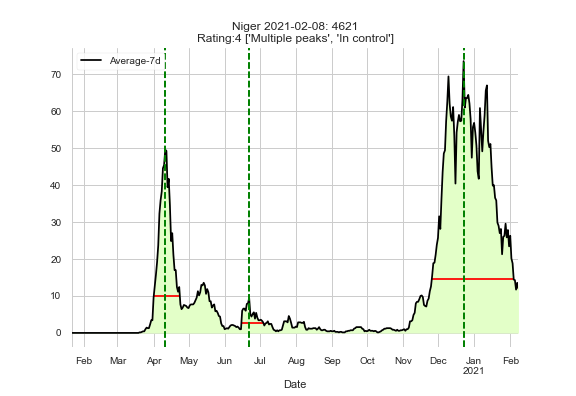 Niger 2021-02-08: 4621
Rating:4 ['Multiple peaks', 'In control']
Average-7d
70
60
50
40
30
20
10
0
Feb Mar Apr May Jun Jul Aug Sep Oct Nov Dec Jan Feb
2021
Date